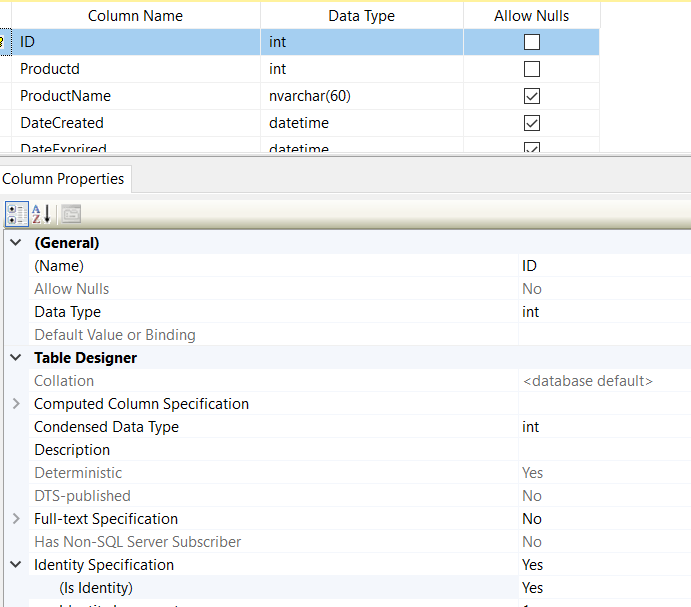 Column Name Data Type Allow Nulls
ID int
Productd int
ProductName nvarchar(60)
DateCreated datetime
DateExprired datetime
Column Properties
(General)
(Name) ID
Allow Nulls No
Data Type int
Default Value or Binding
Table Designer
Collation <database default>
Computed Column Specification
Condensed Data Type int
Description
Deterministic Yes
DTS-published No
Full-text Specification No
Has Non-SQL Server Subscriber No
Identity Specification Yes
(Is Identity) Yes